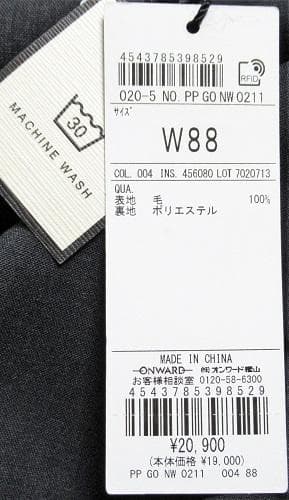 30
MACHINE WASH
4543785398529
RFID
020-5 NO. PP GO NW 0211
サイズ
W88
COL. 004 INS. 456080 LOT 7020713
QUA.
表地 毛 100%
裏地 ポリエステル
MADE IN CHINA
ONWARD ㈱オンワード樫山
お客様相談室 0120-58-6300
4543785398529
¥20,900
(本体価格 ¥19,000)
PP GO NW 0211 004 88